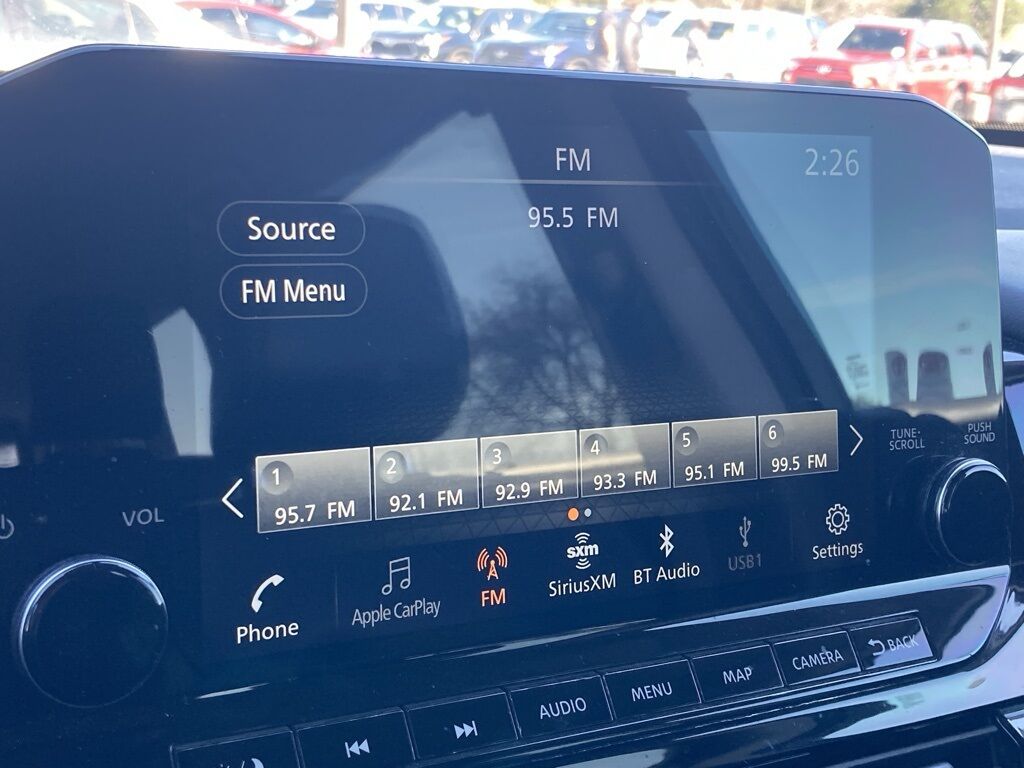 FM
2:26
Source
95.5 FM
FM Menu
1
95.7 FM
2
92.1 FM
3
92.9 FM
4
93.3 FM
5
95.1 FM
6
99.5 FM
TUNE·
SCROLL
PUSH
SOUND
VOL
Phone
Apple CarPlay
FM
sxm
SiriusXM
BT Audio
USB1
Settings
AUDIO
MENU
MAP
CAMERA
BACK